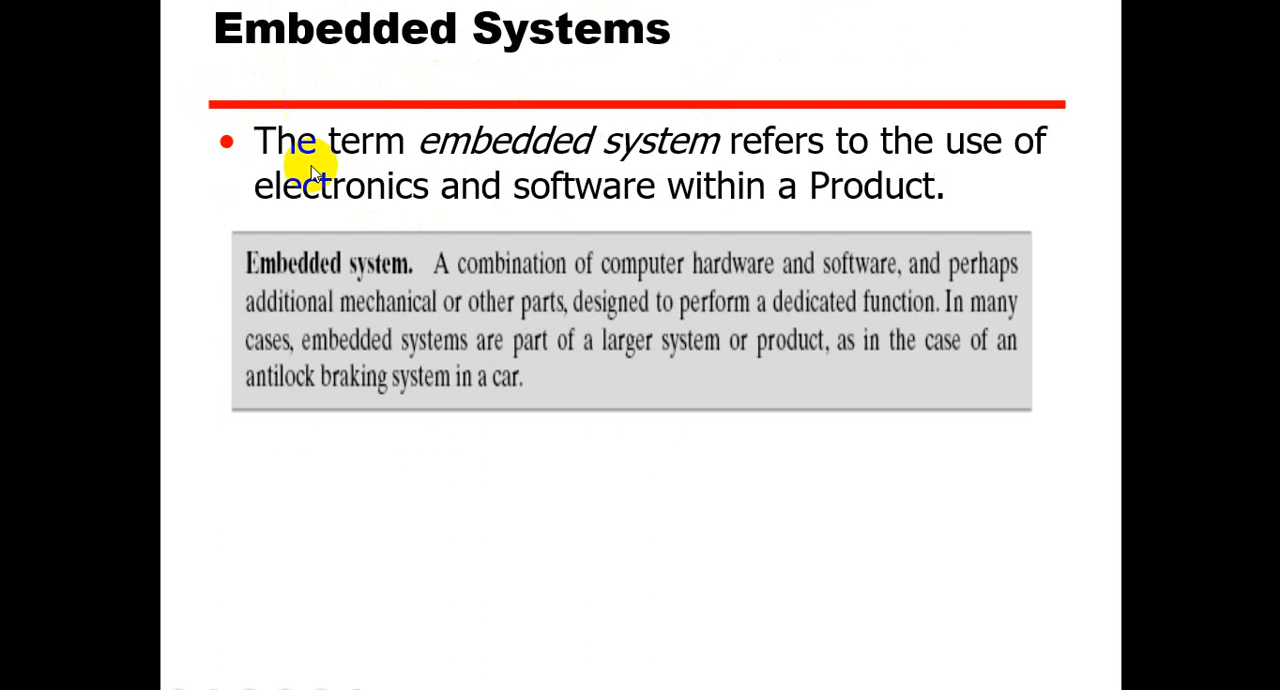 Embedded Systems
• The term embedded system refers to the use of
electronics and software within a Product.
Embedded system. A combination of computer hardware and software, and perhaps
additional mechanical or other parts, designed to perform a dedicated function. In many
cases, embedded systems are part of a larger system or product, as in the case of an
antilock braking system in a car.